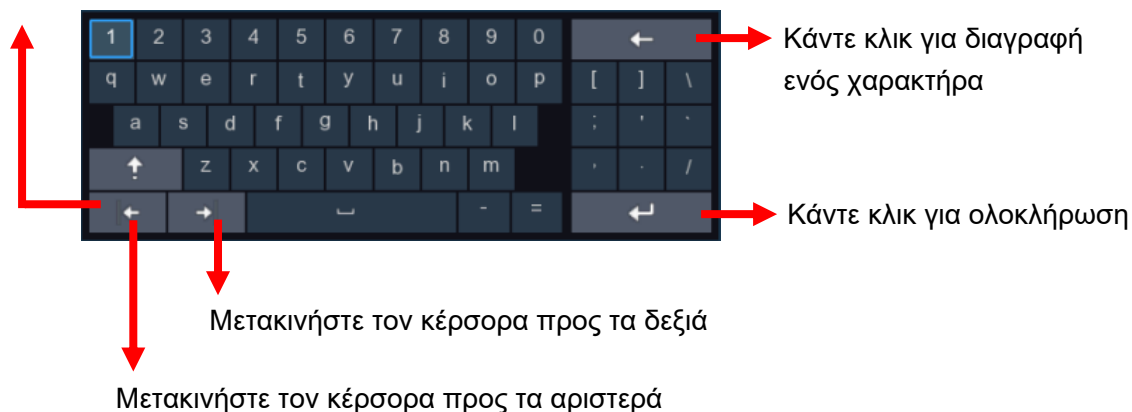 1 2 3 4 5 6 7 8 9 0 ←
q w e r t y u i o p [ ] \
a s d f g h j k l ; ' `
z x c v b n m , . /
|← →| - = ↵
Κάντε κλικ για διαγραφή
ενός χαρακτήρα
Κάντε κλικ για ολοκλήρωση
Μετακινήστε τον κέρσορα προς τα δεξιά
Μετακινήστε τον κέρσορα προς τα αριστερά